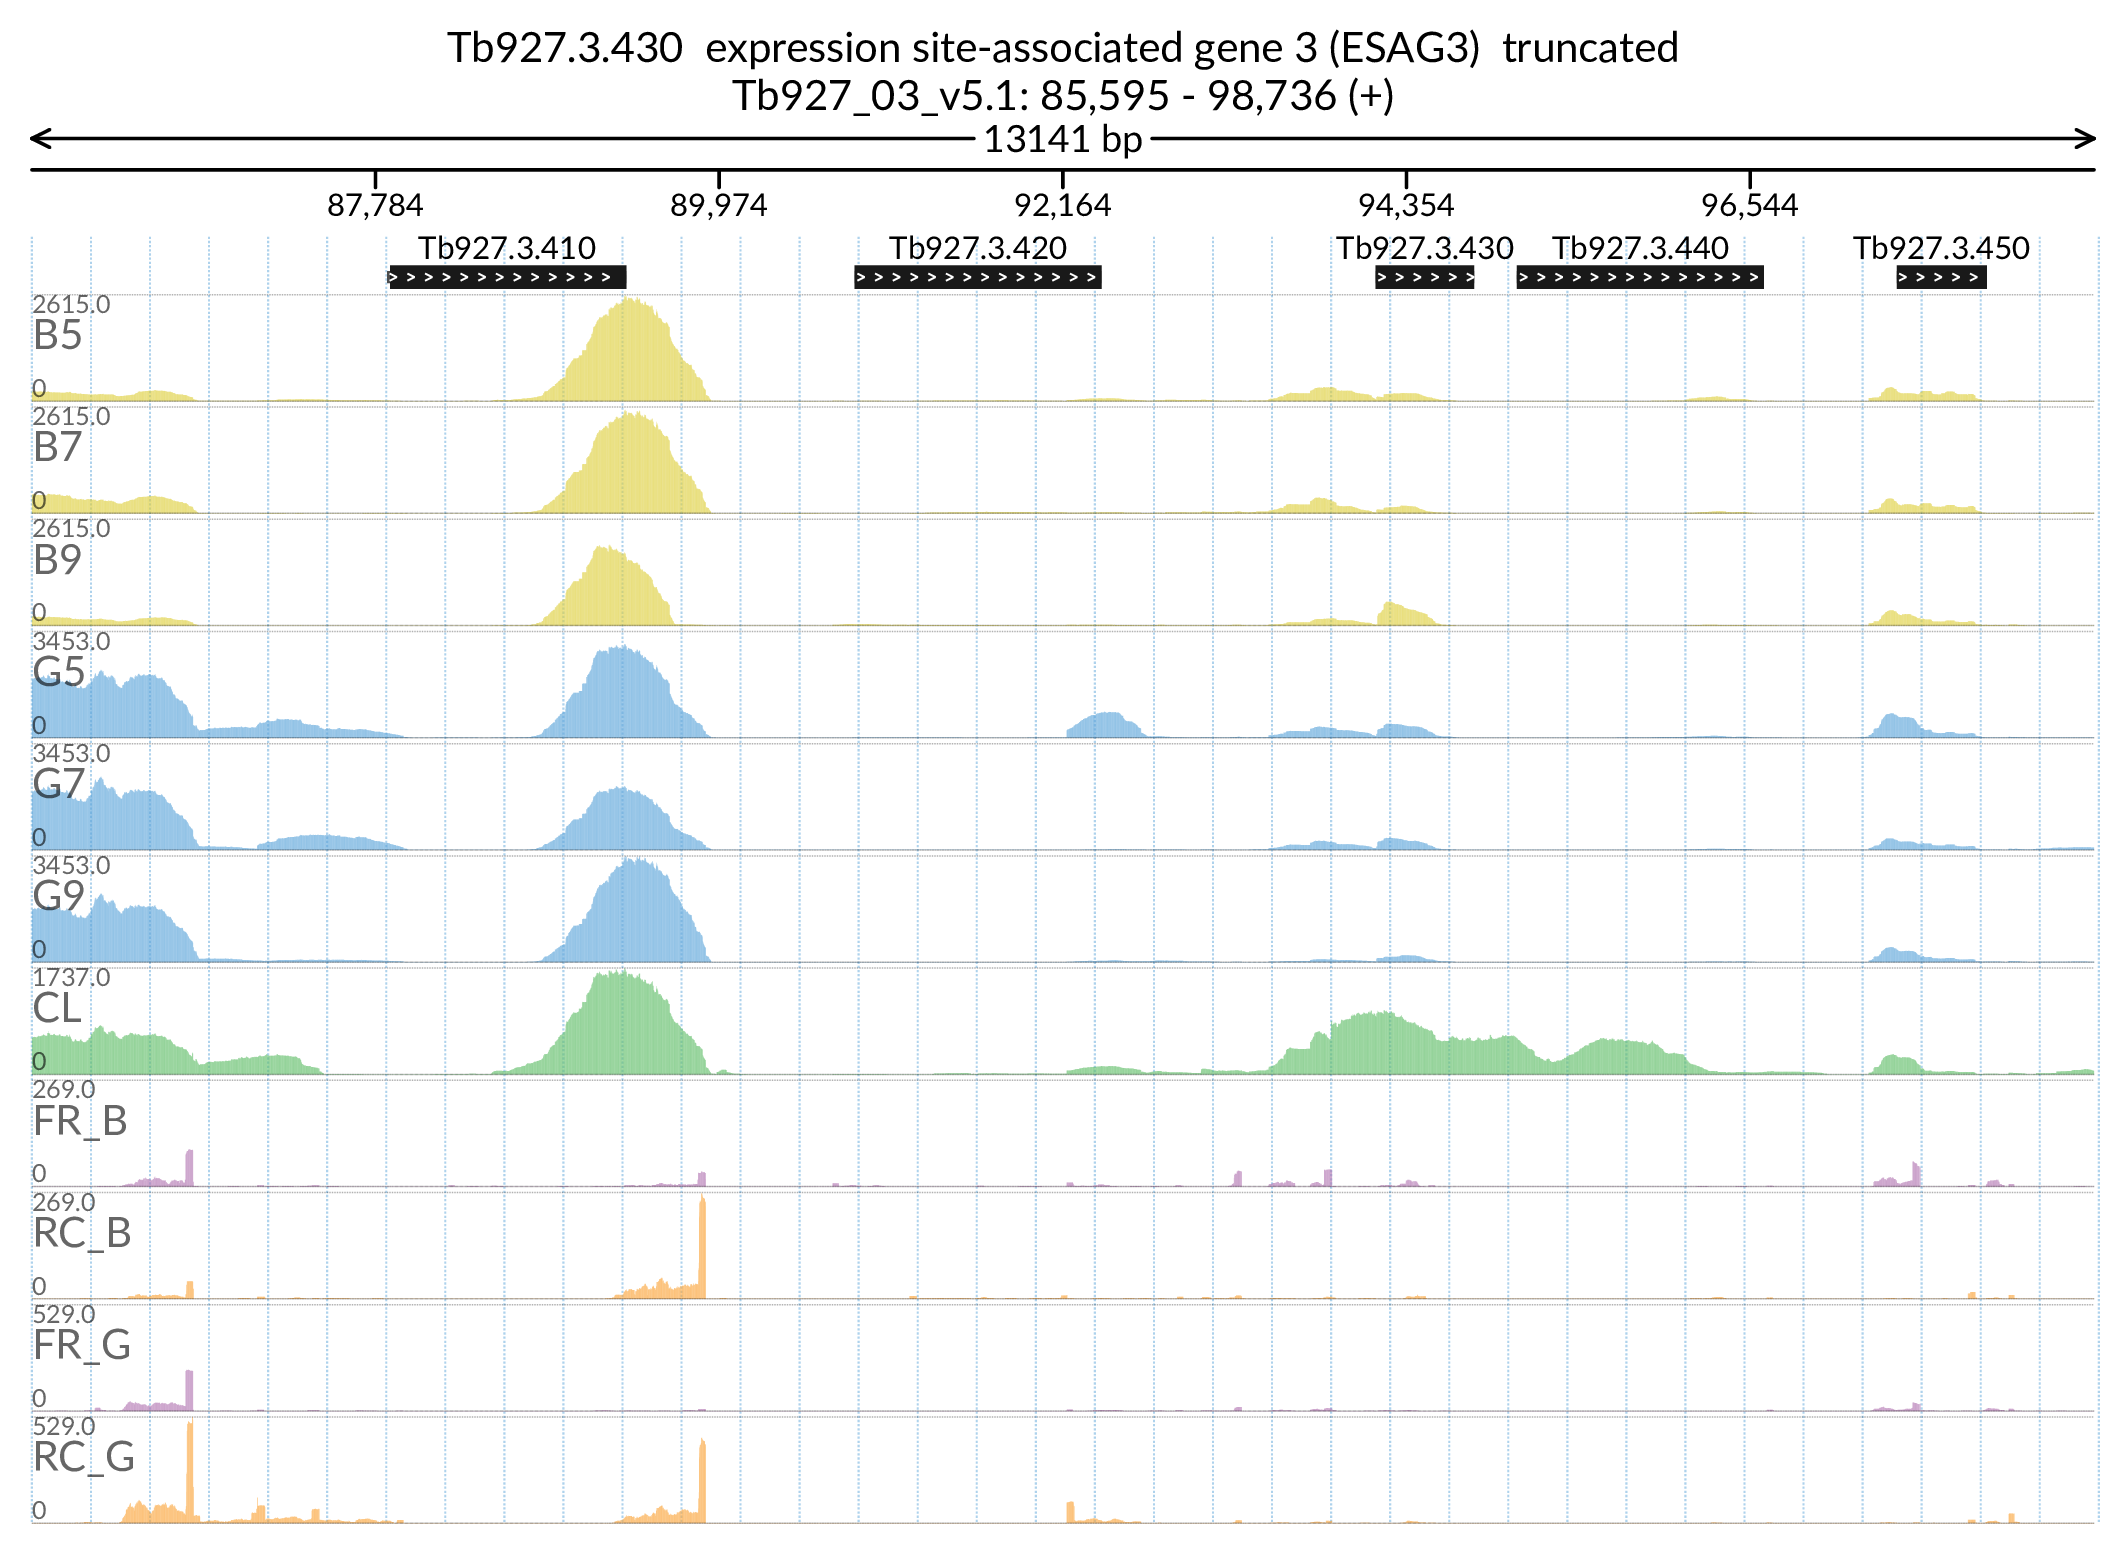 Tb927.3.430  expression site-associated gene 3 (ESAG3)  truncated
Tb927_03_v5.1: 85,595 - 98,736 (+)
13141 bp
87,784 89,974 92,164 94,354 96,544
Tb927.3.410 Tb927.3.420 Tb927.3.430 Tb927.3.440 Tb927.3.450
2615.0
B5
0
2615.0
B7
0
2615.0
B9
0
3453.0
G5
0
3453.0
G7
0
3453.0
G9
0
1737.0
CL
0
269.0
FR_B
0
269.0
RC_B
0
529.0
FR_G
0
529.0
RC_G
0